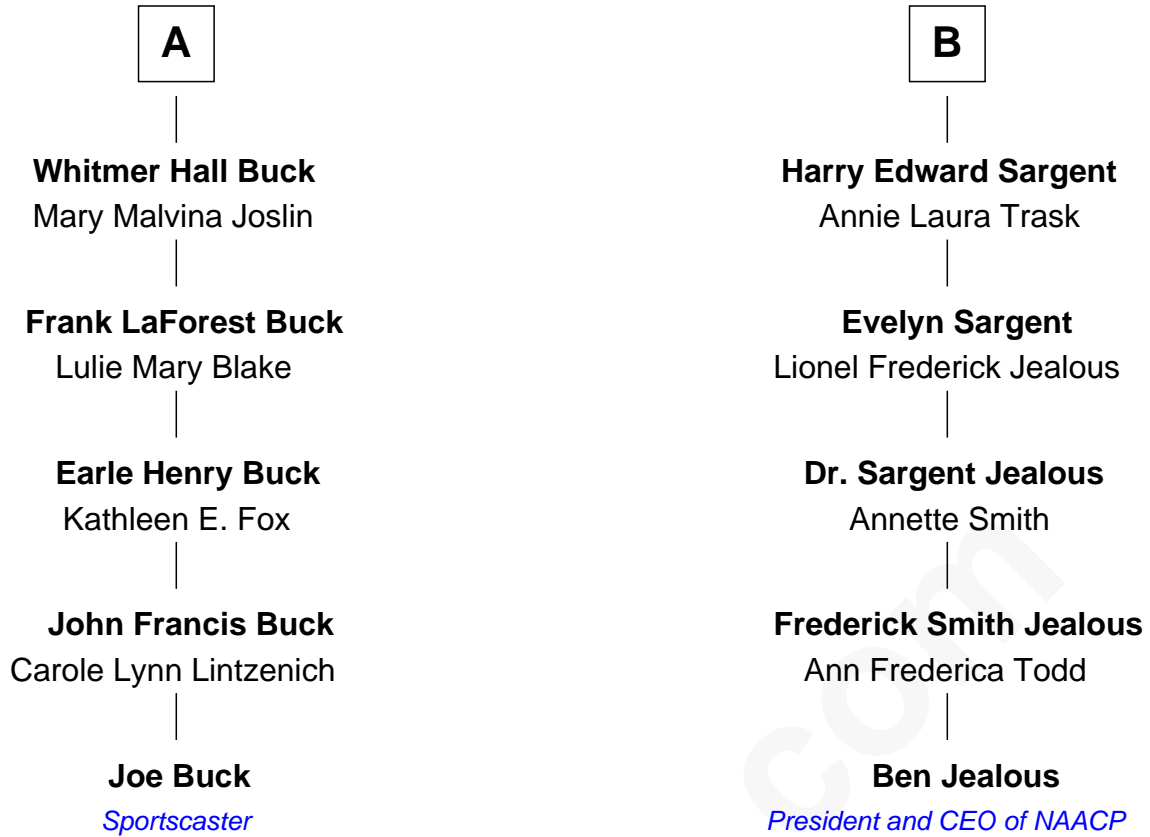 A
B
Whitmer Hall Buck
Mary Malvina Joslin
Harry Edward Sargent
Annie Laura Trask
Frank LaForest Buck
Lulie Mary Blake
Evelyn Sargent
Lionel Frederick Jealous
Earle Henry Buck
Kathleen E. Fox
Dr. Sargent Jealous
Annette Smith
John Francis Buck
Carole Lynn Lintzenich
Frederick Smith Jealous
Ann Frederica Todd
Joe Buck
Sportscaster
Ben Jealous
President and CEO of NAACP
com